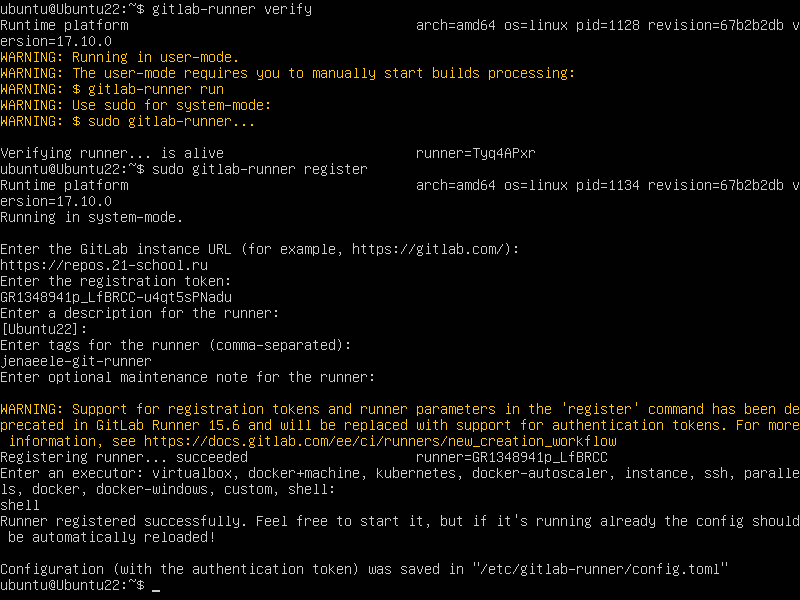 ubuntu@Ubuntu22:~$ gitlab-runner verify
Runtime platform                                    arch=amd64 os=linux pid=1128 revision=67b2b2db v
ersion=17.10.0
WARNING: Running in user-mode.
WARNING: The user-mode requires you to manually start builds processing:
WARNING: $ gitlab-runner run
WARNING: Use sudo for system-mode:
WARNING: $ sudo gitlab-runner...
Verifying runner... is alive                        runner=Tyq4APxr
ubuntu@Ubuntu22:~$ sudo gitlab-runner register
Runtime platform                                    arch=amd64 os=linux pid=1134 revision=67b2b2db v
ersion=17.10.0
Running in system-mode.
Enter the GitLab instance URL (for example, https://gitlab.com/):
https://repos.21-school.ru
Enter the registration token:
GR1348941p_LfBRCC-u4qt5sPNadu
Enter a description for the runner:
[Ubuntu22]:
Enter tags for the runner (comma-separated):
jenaeele-git-runner
Enter optional maintenance note for the runner:
WARNING: Support for registration tokens and runner parameters in the 'register' command has been de
precated in GitLab Runner 15.6 and will be replaced with support for authentication tokens. For more
 information, see https://docs.gitlab.com/ee/ci/runners/new_creation_workflow
Registering runner... succeeded                     runner=GR1348941p_LfBRCC
Enter an executor: virtualbox, docker+machine, kubernetes, docker-autoscaler, instance, ssh, paralle
ls, docker, docker-windows, custom, shell:
shell
Runner registered successfully. Feel free to start it, but if it's running already the config should
 be automatically reloaded!
Configuration (with the authentication token) was saved in "/etc/gitlab-runner/config.toml"
ubuntu@Ubuntu22:~$ _